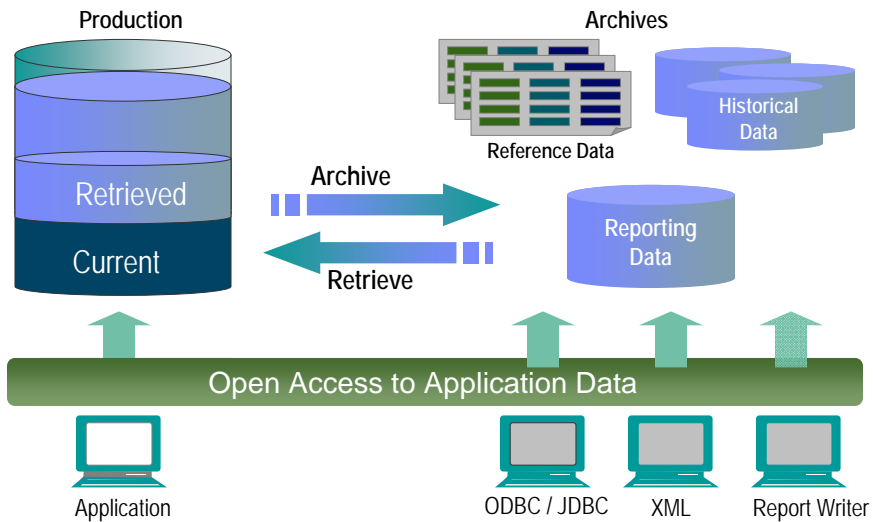 Production
Archives
Historical
Data
Reference Data
Archive
Retrieved
Reporting
Data
Current
Retrieve
Open Access to Application Data
Application
ODBC / JDBC
XML
Report Writer